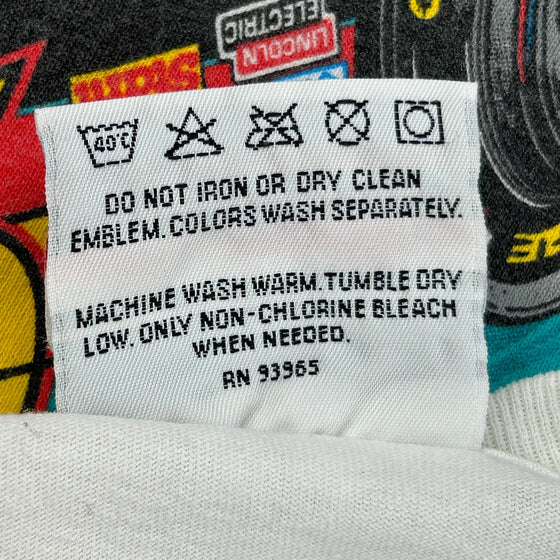 ELECTRIC
LINCOLN
40°C
DO NOT IRON OR DRY CLEAN
EMBLEM. COLORS WASH SEPARATELY.
MACHINE WASH WARM. TUMBLE DRY
LOW. ONLY NON-CHLORINE BLEACH
WHEN NEEDED.
RN 93965